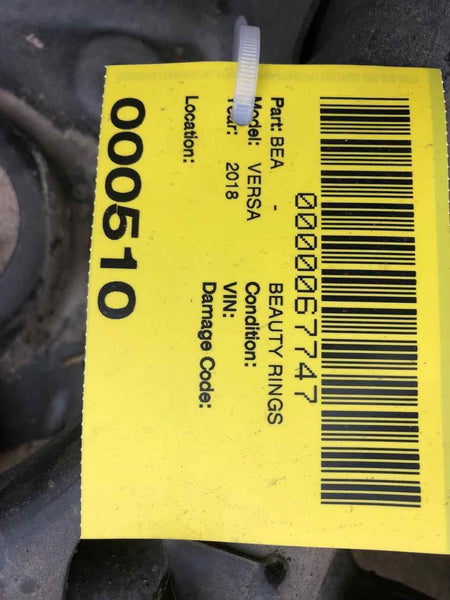 0000067747
Part: BEA - BEAUTY RINGS
Model: VERSA Condition:
Year: 2018 VIN:
Damage Code:
Location:
000510